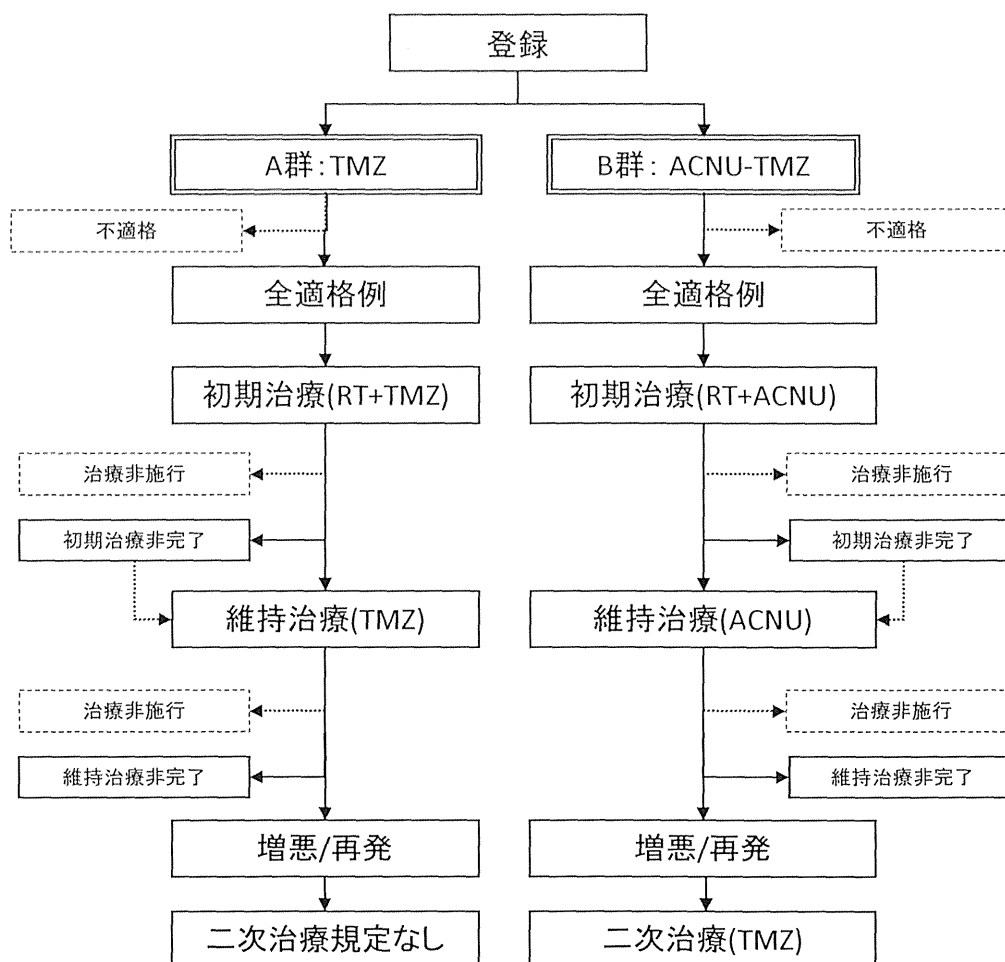 登録
A群：TMZ
B群： ACNU-TMZ
不適格
不適格
全適格例
全適格例
初期治療(RT+TMZ)
初期治療(RT+ACNU)
治療非施行
治療非施行
初期治療非完了
初期治療非完了
維持治療(TMZ)
維持治療(ACNU)
治療非施行
治療非施行
維持治療非完了
維持治療非完了
増悪/再発
増悪/再発
二次治療規定なし
二次治療(TMZ)